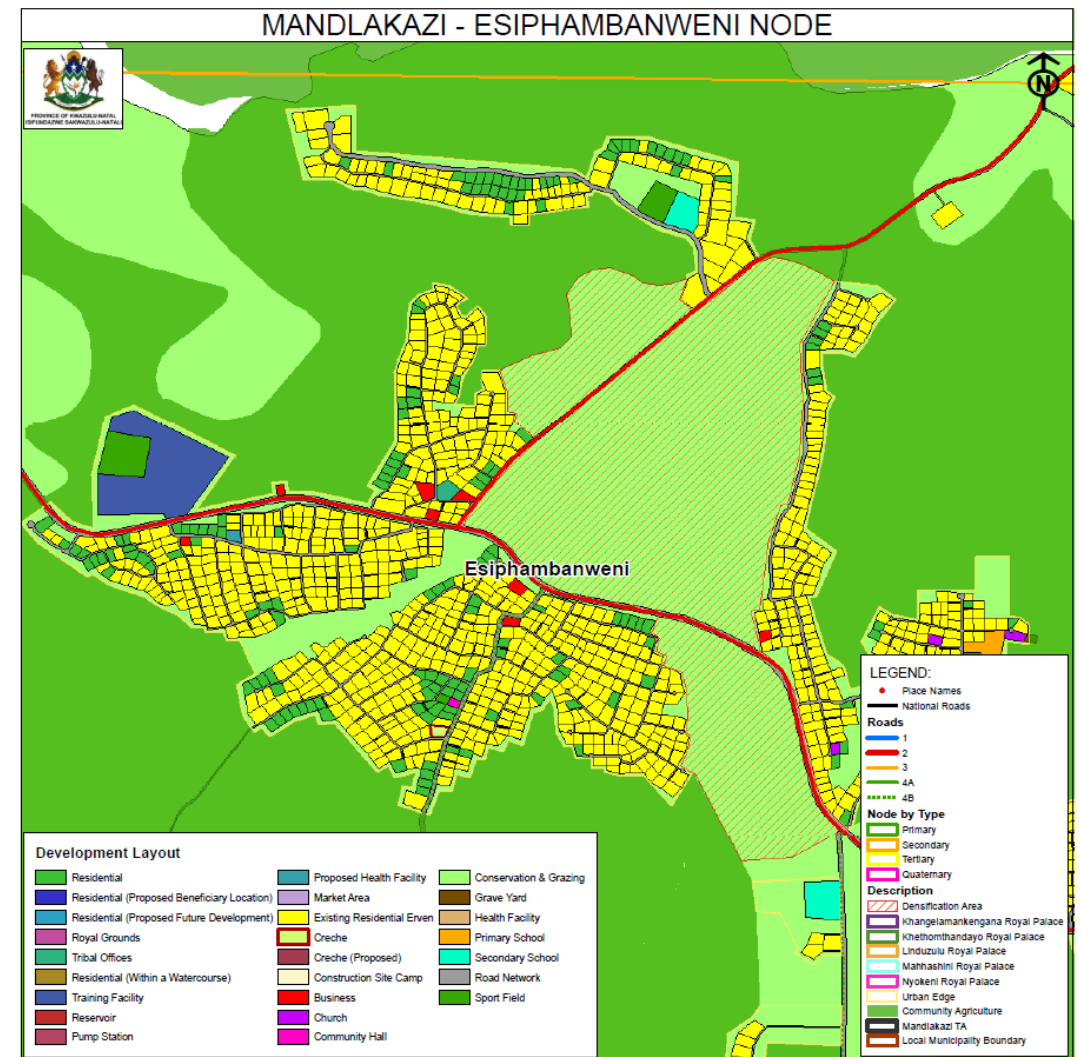 MANDLAKAZI - ESIPHAMBANWENI NODE
PROVINCE OF KWAZULU-NATAL
ISIFUNDAZWE SAKWAZULU-NATALI
N
Esiphambanweni
LEGEND:
Place Names
National Roads
Roads
1
2
3
4A
4B
Node by Type
Primary
Secondary
Tertiary
Quaternary
Description
Densification Area
Khangelamankengana Royal Palace
Khethomthandayo Royal Palace
Linduzulu Royal Palace
Mahhashini Royal Palace
Nyokeni Royal Palace
Urban Edge
Community Agriculture
Mandlakazi TA
Local Municipality Boundary
Development Layout
Residential
Residential (Proposed Beneficiary Location)
Residential (Proposed Future Development)
Royal Grounds
Tribal Offices
Residential (Within a Watercourse)
Training Facility
Reservoir
Pump Station
Proposed Health Facility
Market Area
Existing Residential Erven
Creche
Creche (Proposed)
Construction Site Camp
Business
Church
Community Hall
Conservation & Grazing
Grave Yard
Health Facility
Primary School
Secondary School
Road Network
Sport Field